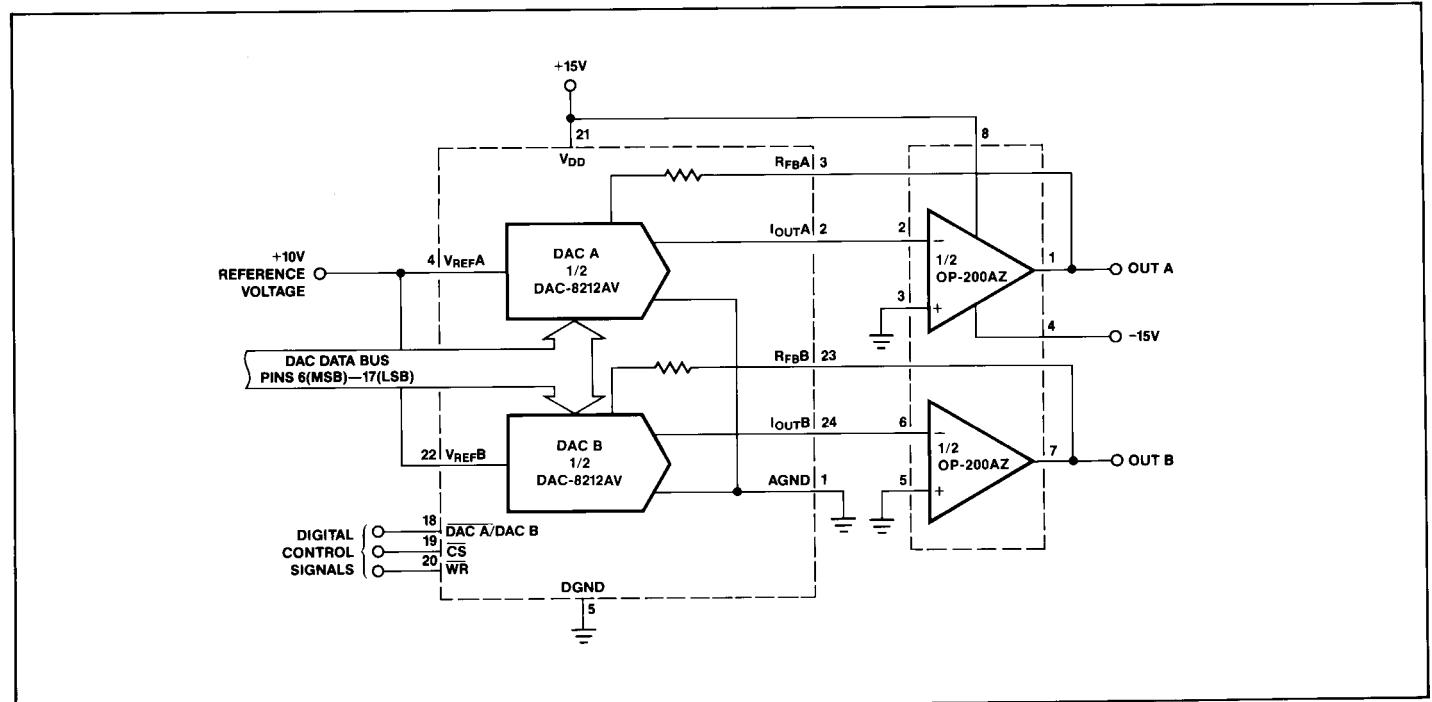 +15V
21
8
VDD
RFBA 3
DAC A
1/2
DAC-8212AV
IOUTA 2
2
−
1/2
OP-200AZ
1
OUT A
+10V
REFERENCE
VOLTAGE
4 VREFA
3
+
4
−15V
DAC DATA BUS
PINS 6(MSB)—17(LSB)
RFBB 23
DAC B
1/2
DAC-8212AV
IOUTB 24
6
−
1/2
OP-200AZ
7
OUT B
22 VREFB
AGND 1
5
+
DIGITAL
CONTROL
SIGNALS
18 D̅A̅C̅ A̅/DAC B
19 C̅S̅
20 W̅R̅
DGND
5